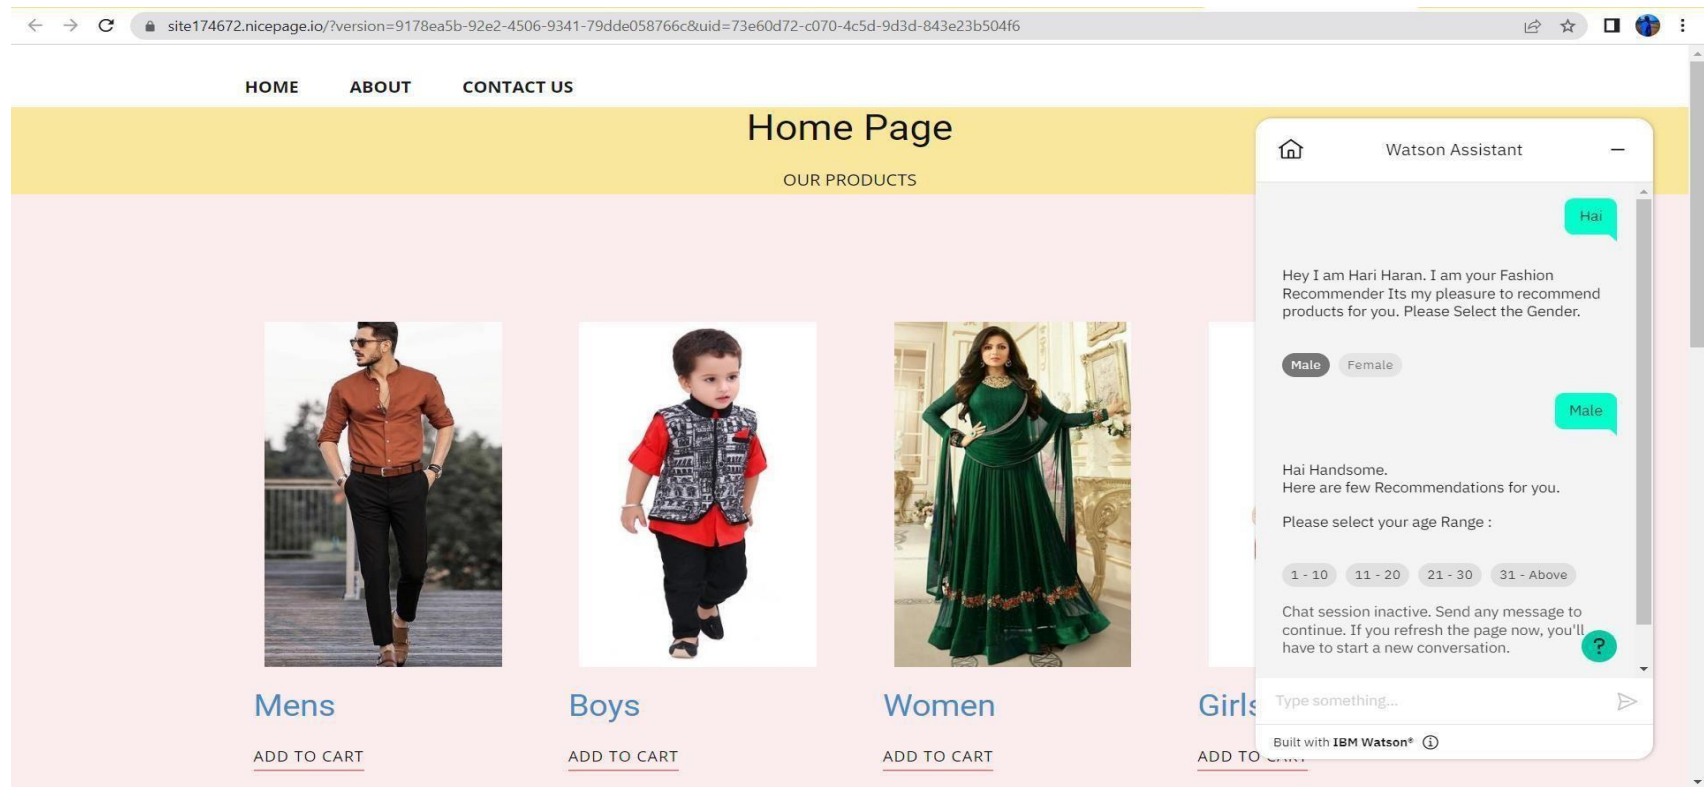 site174672.nicepage.io/?version=9178ea5b-92e2-4506-9341-79dde058766c&uid=73e60d72-c070-4c5d-9d3d-843e23b504f6
HOME ABOUT CONTACT US
Home Page
OUR PRODUCTS
Mens
ADD TO CART
Boys
ADD TO CART
Women
ADD TO CART
Girls
ADD TO CART
Watson Assistant
Hai
Hey I am Hari Haran. I am your Fashion
Recommender Its my pleasure to recommend
products for you. Please Select the Gender.
Male Female
Male
Hai Handsome.
Here are few Recommendations for you.
Please select your age Range :
1 - 10 11 - 20 21 - 30 31 - Above
Chat session inactive. Send any message to
continue. If you refresh the page now, you'll
have to start a new conversation.
?
Type something...
Built with IBM Watson®